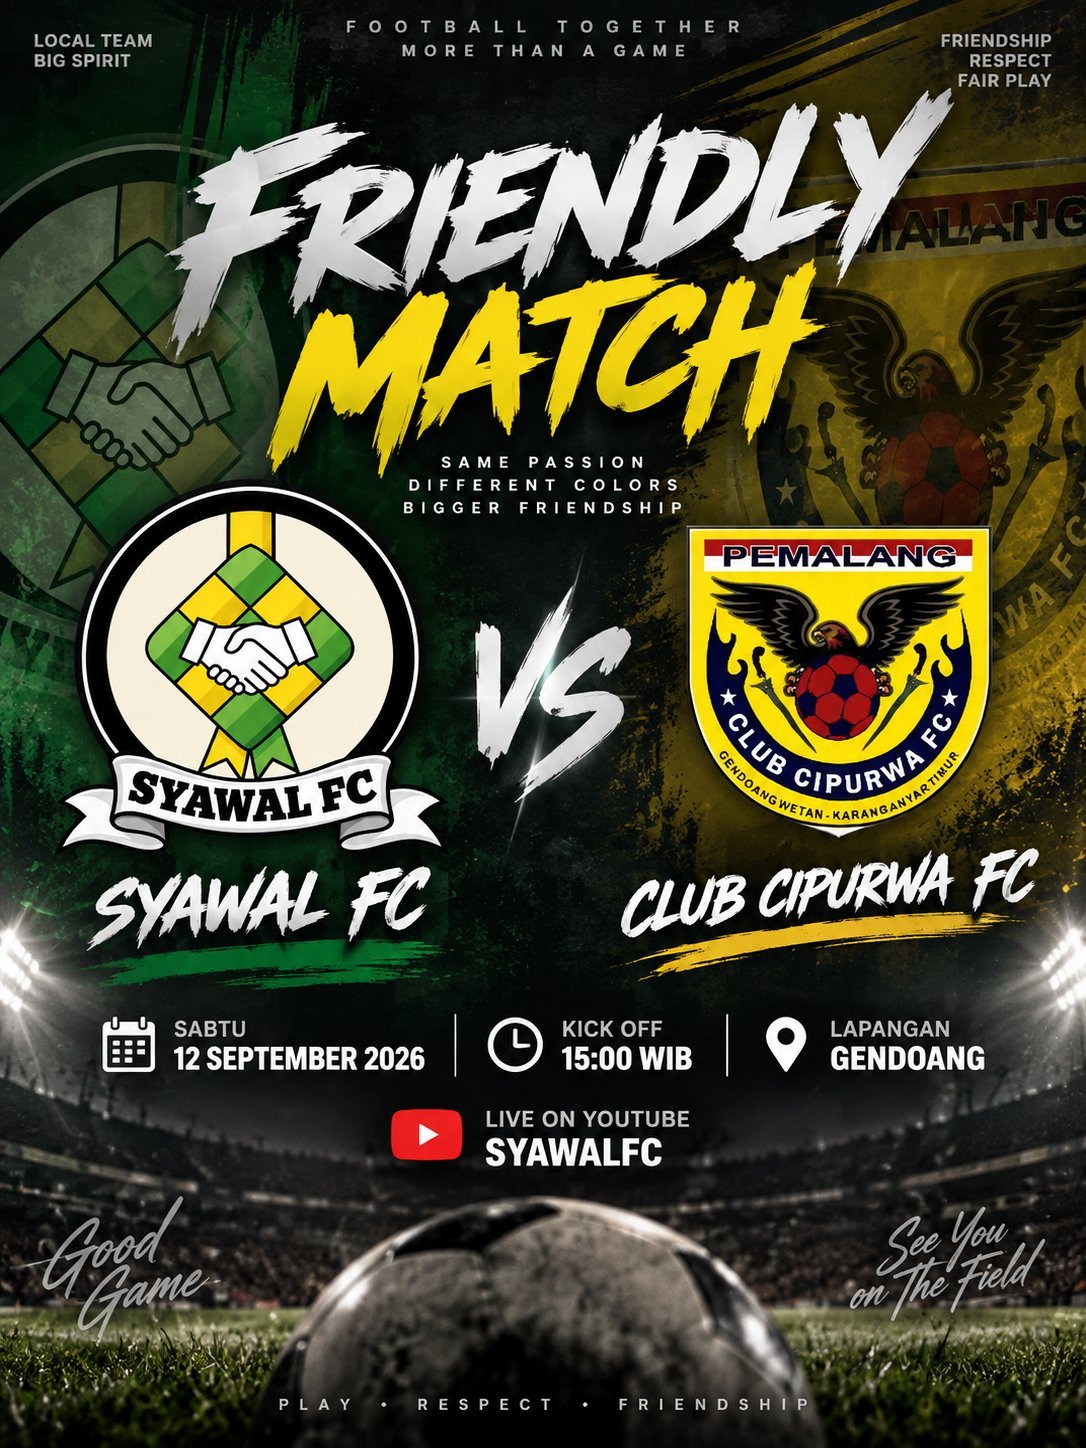 FOOTBALL TOGETHER
MORE THAN A GAME
LOCAL TEAM
BIG SPIRIT
FRIENDSHIP
RESPECT
FAIR PLAY
FRIENDLY
MATCH
SAME PASSION
DIFFERENT COLORS
BIGGER FRIENDSHIP
SYAWAL FC
VS
PEMALANG
CLUB CIPURWA FC
GENDOANG WETAN - KARANGANYAR TIMUR
SYAWAL FC
CLUB CIPURWA FC
SABTU
12 SEPTEMBER 2026
KICK OFF
15:00 WIB
LAPANGAN
GENDOANG
LIVE ON YOUTUBE
SYAWALFC
Good
Game
See You
on The Field
PLAY • RESPECT • FRIENDSHIP